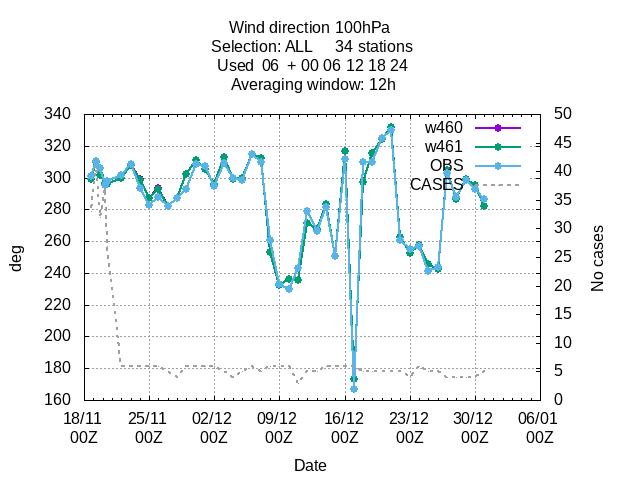 Wind direction 100hPa
Selection: ALL     34 stations
Used  06  + 00 06 12 18 24
Averaging window: 12h
340 50
w460
45
w461
320
OBS
40
300
CASES
35
280
30
260
deg
25
No cases
240
20
220
15
200
10
180
5
160 0
18/11 25/11 02/12 09/12 16/12 23/12 30/12 06/01
00Z 00Z 00Z 00Z 00Z 00Z 00Z 00Z
Date